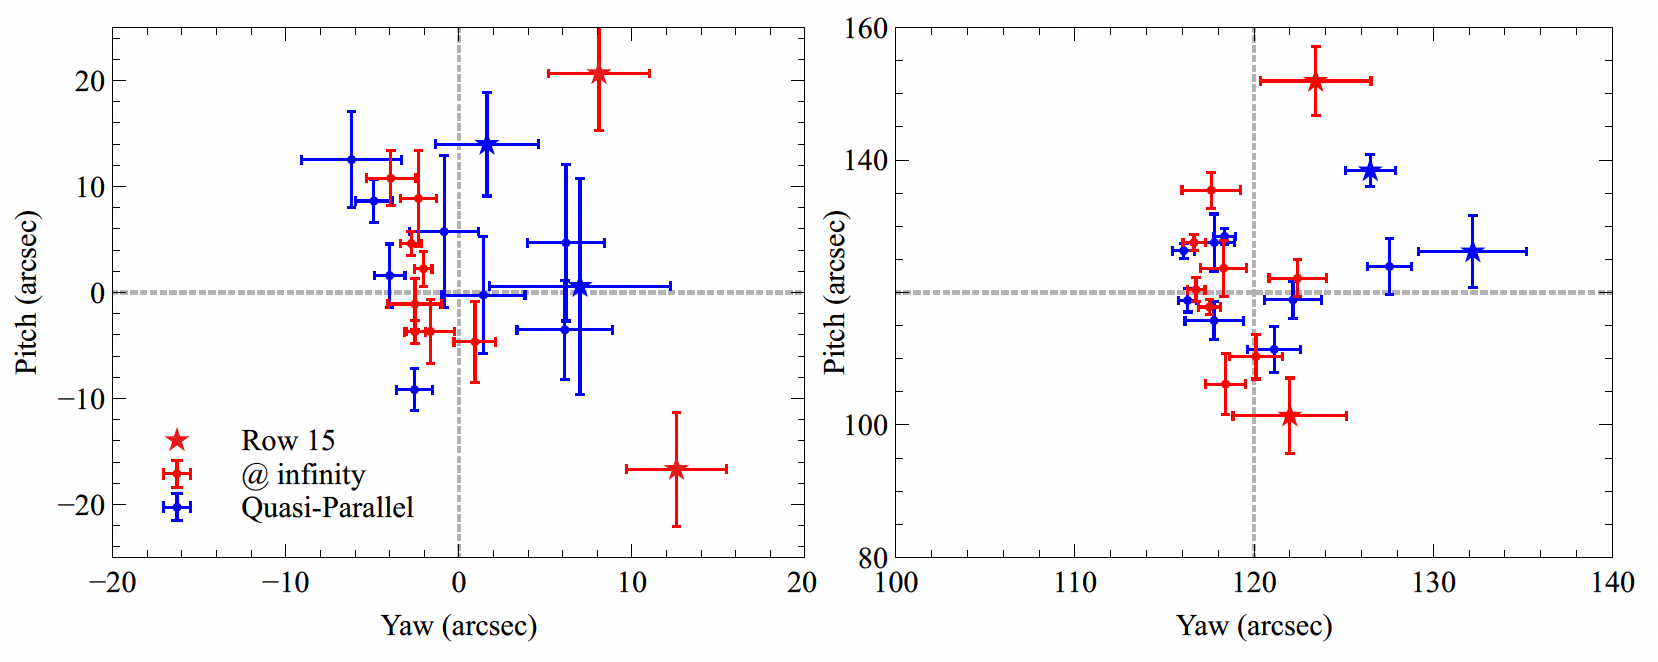 20
10
0
−10
−20
Pitch (arcsec)
Row 15
@ infinity
Quasi-Parallel
−20 −10 0 10 20
Yaw (arcsec)
160
140
100
80
Pitch (arcsec)
100 110 120 130 140
Yaw (arcsec)